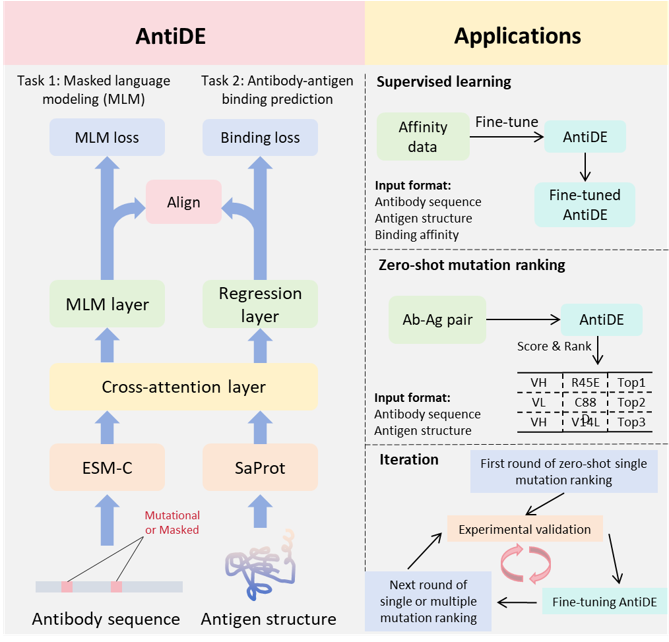 AntiDE
Task 1: Masked language
modeling (MLM)
Task 2: Antibody-antigen
binding prediction
MLM loss
Binding loss
Align
MLM layer
Regression
layer
Cross-attention layer
ESM-C
SaProt
Mutational
or Masked
Antibody sequence
Antigen structure
Applications
Supervised learning
Affinity
data
Fine-tune
AntiDE
Fine-tuned
AntiDE
Input format:
Antibody sequence
Antigen structure
Binding affinity
Zero-shot mutation ranking
Ab-Ag pair
AntiDE
Score & Rank
Input format:
Antibody sequence
Antigen structure
VH R45E Top1
VL C88 Top2
VH V14L Top3
Iteration
First round of zero-shot single
mutation ranking
Experimental validation
Next round of
single or multiple
mutation ranking
Fine-tuning AntiDE